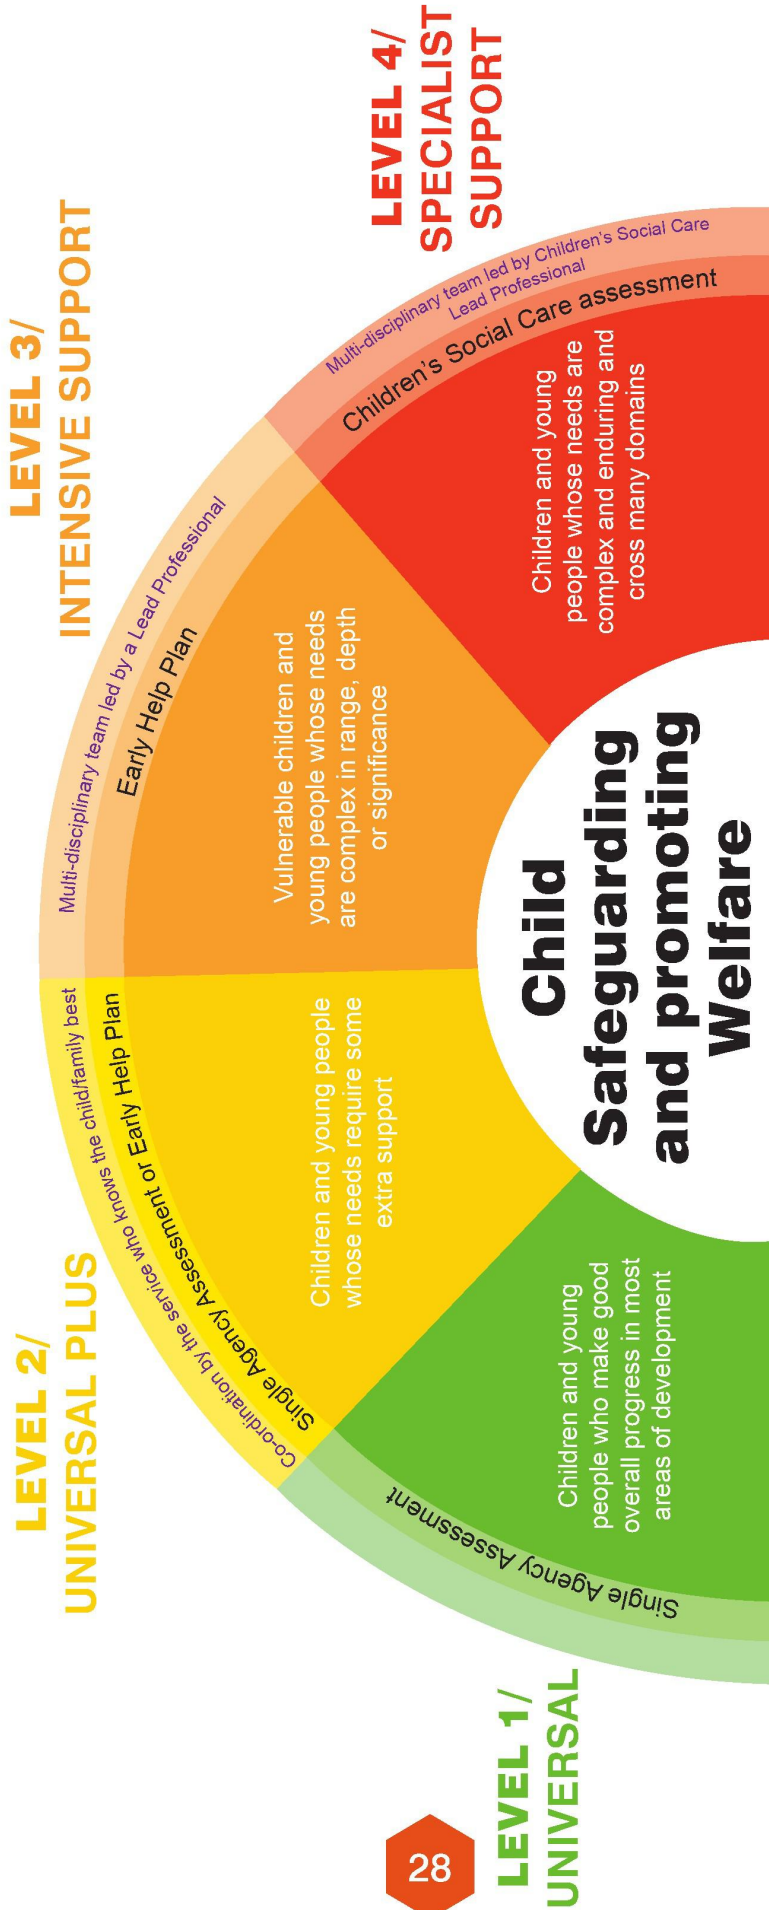 LEVEL 1/
UNIVERSAL
Single Agency Assessment
Children and young
people who make good
overall progress in most
areas of development
LEVEL 2/
UNIVERSAL PLUS
Co-ordination by the service who knows the child/family best
Single Agency Assessment or Early Help Plan
Children and young people
whose needs require some
extra support
LEVEL 3/
INTENSIVE SUPPORT
Multi-disciplinary team led by a Lead Professional
Early Help Plan
Vulnerable children and
young people whose needs
are complex in range, depth
or significance
LEVEL 4/
SPECIALIST
SUPPORT
Multi-disciplinary team led by Children's Social Care
Lead Professional
Children's Social Care assessment
Children and young
people whose needs are
complex and enduring and
cross many domains
Child
Safeguarding
and promoting
Welfare
28